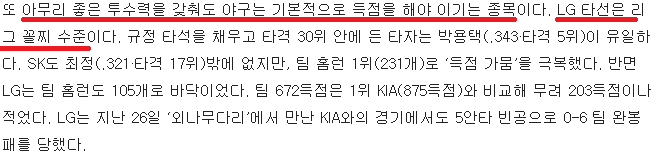 또 아무리 좋은 투수력을 갖춰도 야구는 기본적으로 득점을 해야 이기는 종목이다. LG 타선은 리
그 꼴찌 수준이다. 규정 타석을 채우고 타격 30위 안에 든 타자는 박용택(.343·타격 5위)이 유일하
다. SK도 최정(.321·타격 17위)밖에 없지만, 팀 홈런 1위(231개)로 '득점 가뭄'을 극복했다. 반면
LG는 팀 홈런도 105개로 바닥이었다. 팀 672득점은 1위 KIA(875득점)와 비교해 무려 203득점이나
적었다. LG는 지난 26일 '외나무다리'에서 만난 KIA와의 경기에서도 5안타 빈공으로 0-6 팀 완봉
패를 당했다.